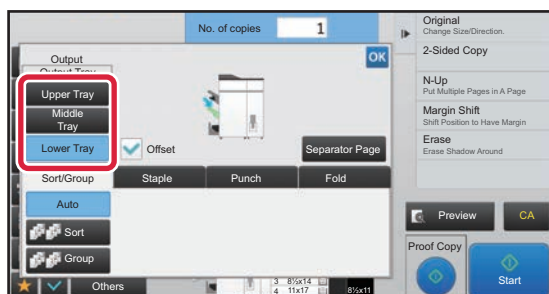 No. of copies
1
Output
Output Tray
OK
Upper Tray
Middle
Tray
Lower Tray
Offset
Separator Page
Sort/Group
Staple
Punch
Fold
Auto
Sort
Group
Others
3 8½x14
4 11x17
8½x11
Original
Change Size/Direction.
2-Sided Copy
N-Up
Put Multiple Pages in A Page
Margin Shift
Shift Position to Have Margin
Erase
Erase Shadow Around
Preview
CA
Proof Copy
Start